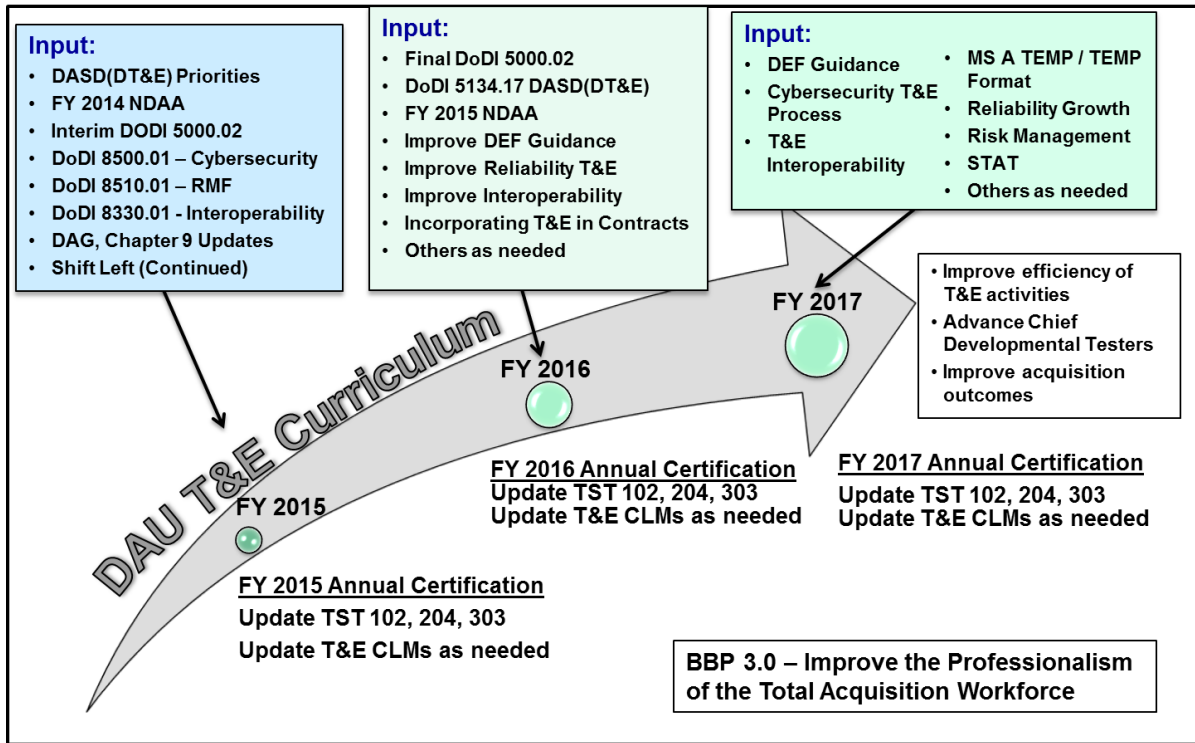 Input:
• DASD(DT&E) Priorities
• FY 2014 NDAA
• Interim DODI 5000.02
• DoDI 8500.01 – Cybersecurity
• DoDI 8510.01 – RMF
• DoDI 8330.01 - Interoperability
• DAG, Chapter 9 Updates
• Shift Left (Continued)
Input:
• Final DoDI 5000.02
• DoDI 5134.17 DASD(DT&E)
• FY 2015 NDAA
• Improve DEF Guidance
• Improve Reliability T&E
• Improve Interoperability
• Incorporating T&E in Contracts
• Others as needed
Input:
• DEF Guidance
• Cybersecurity T&E
Process
• T&E
Interoperability
• MS A TEMP / TEMP
Format
• Reliability Growth
• Risk Management
• STAT
• Others as needed
• Improve efficiency of
T&E activities
• Advance Chief
Developmental Testers
• Improve acquisition
outcomes
DAU T&E Curriculum
FY 2015
FY 2016
FY 2017
FY 2015 Annual Certification
Update TST 102, 204, 303
Update T&E CLMs as needed
FY 2016 Annual Certification
Update TST 102, 204, 303
Update T&E CLMs as needed
FY 2017 Annual Certification
Update TST 102, 204, 303
Update T&E CLMs as needed
BBP 3.0 – Improve the Professionalism
of the Total Acquisition Workforce